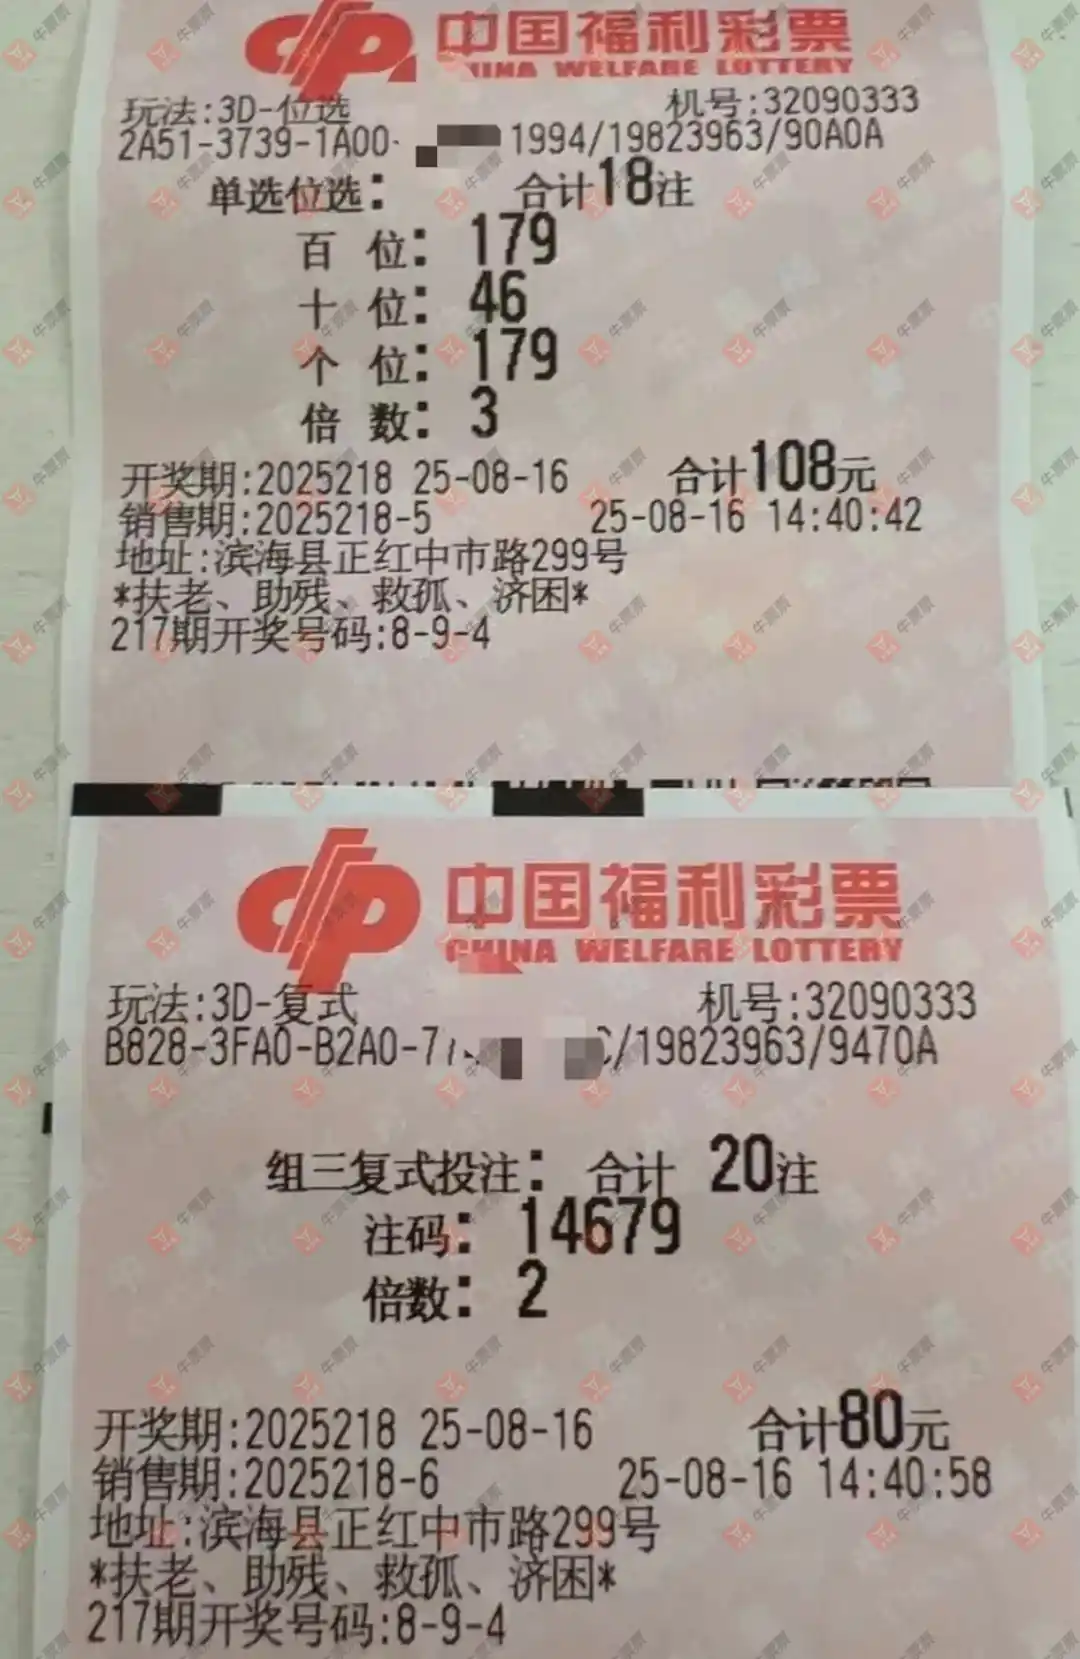 中国福利彩票
CHINA WELFARE LOTTERY
玩法:3D-位选 机号:32090333
2A51-3739-1A00- 1994/19823963/90A0A
单选位选: 合计18注
百 位: 179
十 位: 46
个 位: 179
倍 数: 3
开奖期:2025218 25-08-16 合计108元
销售期:2025218-5 25-08-16 14:40:42
地址:滨海县正红中市路299号
*扶老、助残、救孤、济困*
217期开奖号码:8-9-4
中国福利彩票
CHINA WELFARE LOTTERY
玩法:3D-复式 机号:32090333
B828-3FA0-B2A0-7 C/19823963/9470A
组三复式投注: 合计 20注
注码: 14679
倍数: 2
开奖期:2025218 25-08-16 合计80元
销售期:2025218-6 25-08-16 14:40:58
地址:滨海县正红中市路299号
*扶老、助残、救孤、济困*
217期开奖号码:8-9-4
牛票票